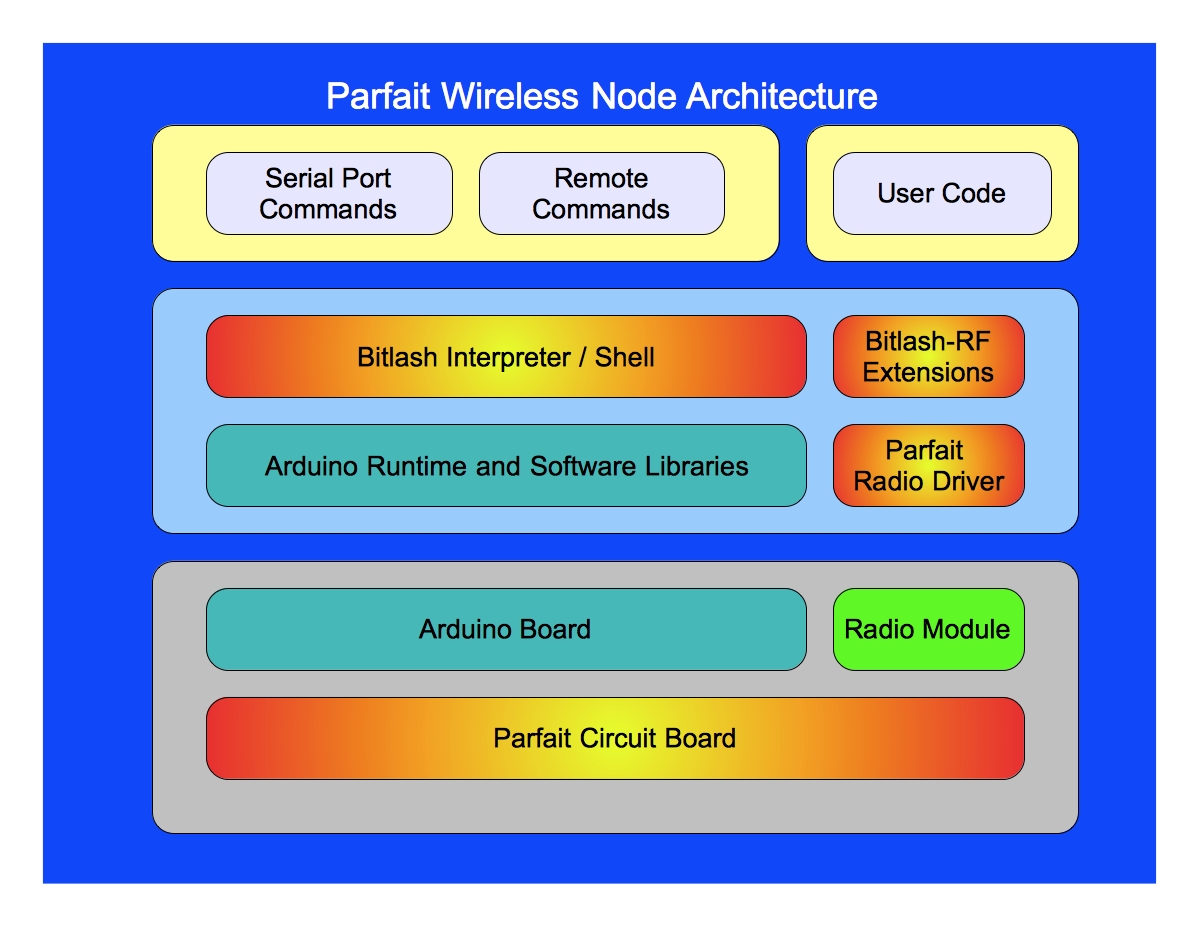 Parfait Wireless Node Architecture
Serial Port
Commands
Remote
Commands
User Code
Bitlash Interpreter / Shell
Bitlash-RF
Extensions
Arduino Runtime and Software Libraries
Parfait
Radio Driver
Arduino Board
Radio Module
Parfait Circuit Board